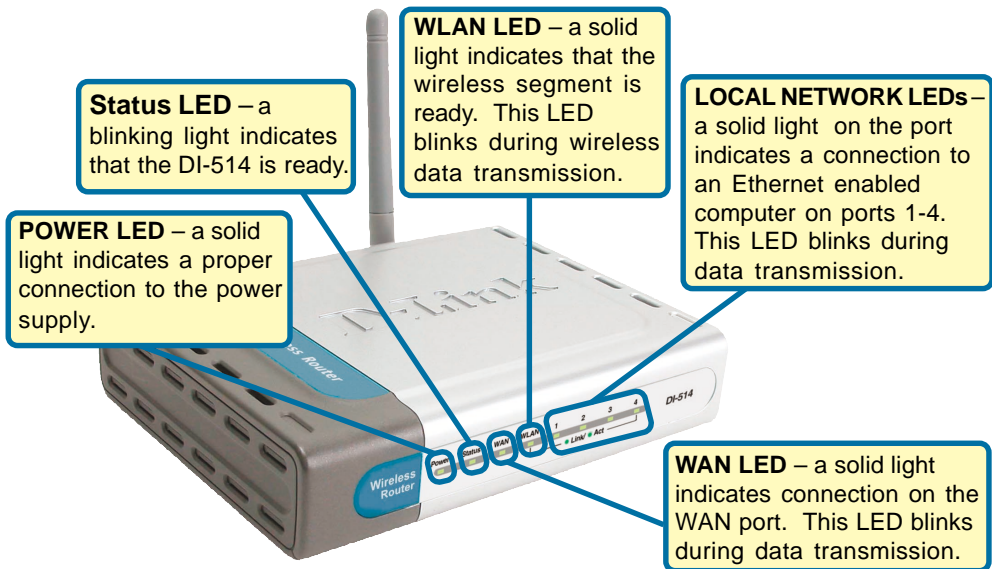 WLAN LED – a solid
light indicates that the
wireless segment is
ready. This LED
blinks during wireless
data transmission.
Status LED – a
blinking light indicates
that the DI-514 is ready.
LOCAL NETWORK LEDs –
a solid light on the port
indicates a connection to
an Ethernet enabled
computer on ports 1-4.
This LED blinks during
data transmission.
POWER LED – a solid
light indicates a proper
connection to the power
supply.
D-Link
ss Router
Wireless
Router
Power
Status
WAN
WLAN
1 2 3 4
Link/ Act
DI-514
WAN LED – a solid light
indicates connection on the
WAN port. This LED blinks
during data transmission.